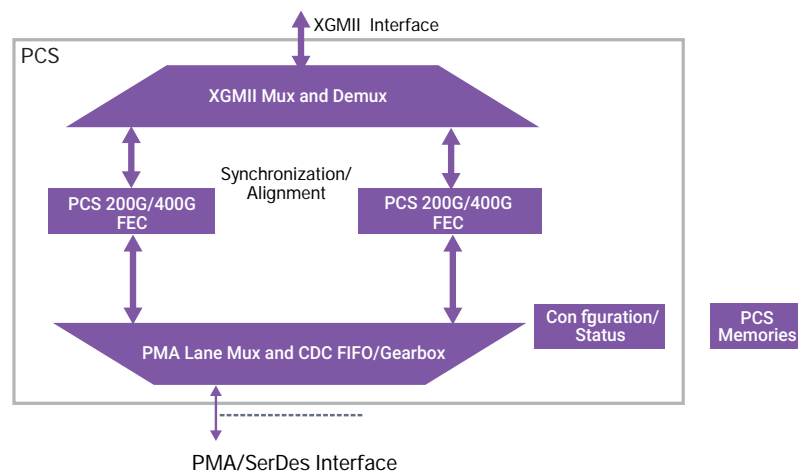 XGMII Interface
PCS
XGMII Mux and Demux
Synchronization/
Alignment
PCS 200G/400G
FEC
PCS 200G/400G
FEC
Con figuration/
Status
PCS
Memories
PMA Lane Mux and CDC FIFO/Gearbox
PMA/SerDes Interface